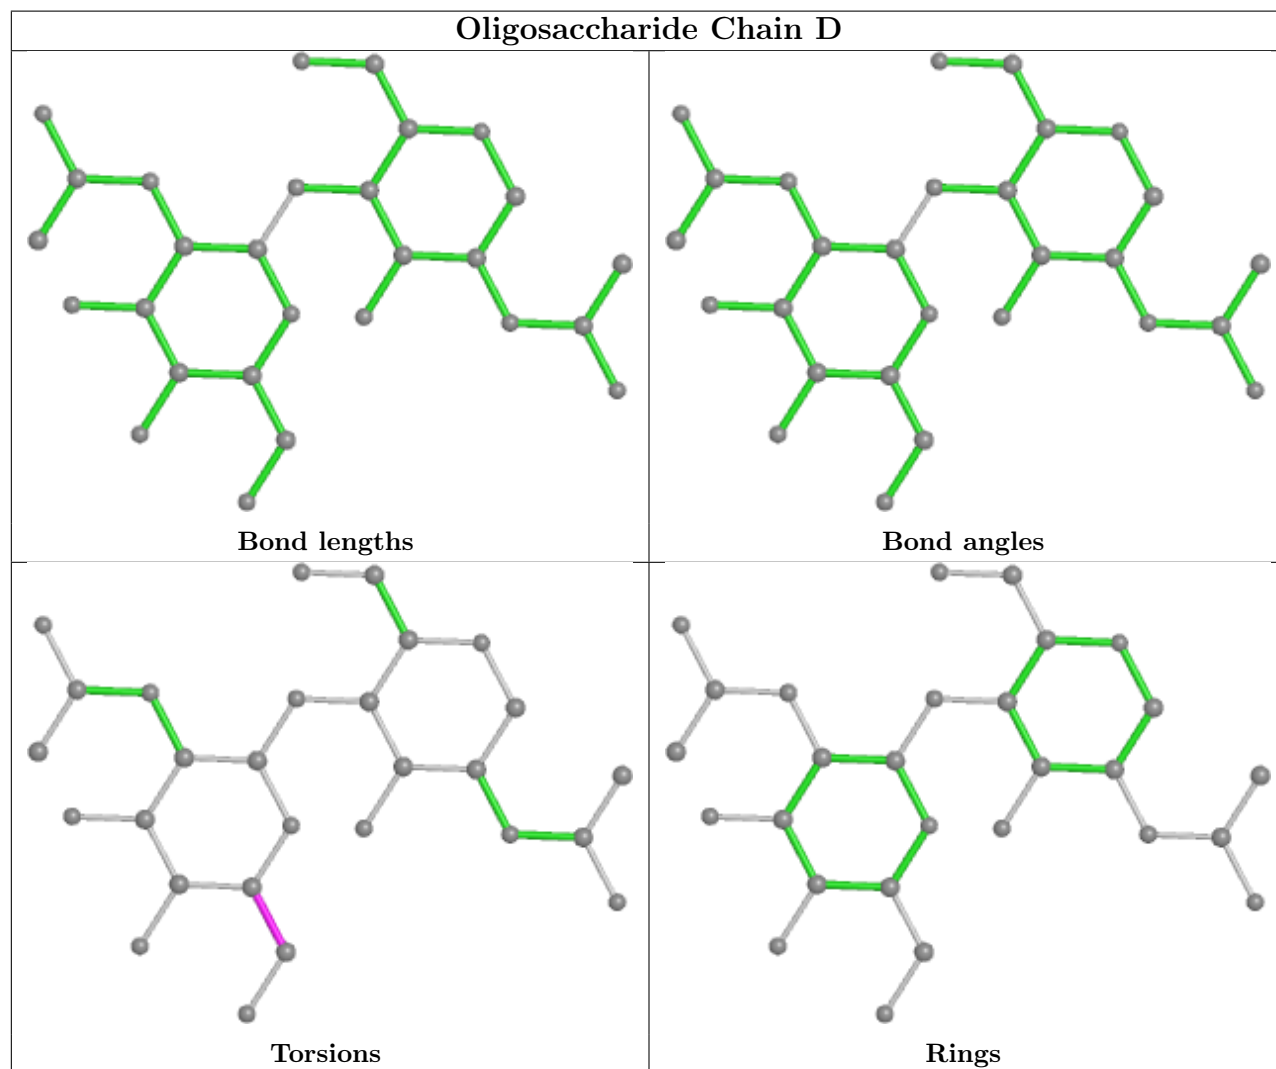 Oligosaccharide Chain D
Bond lengths
Bond angles
Torsions
Rings